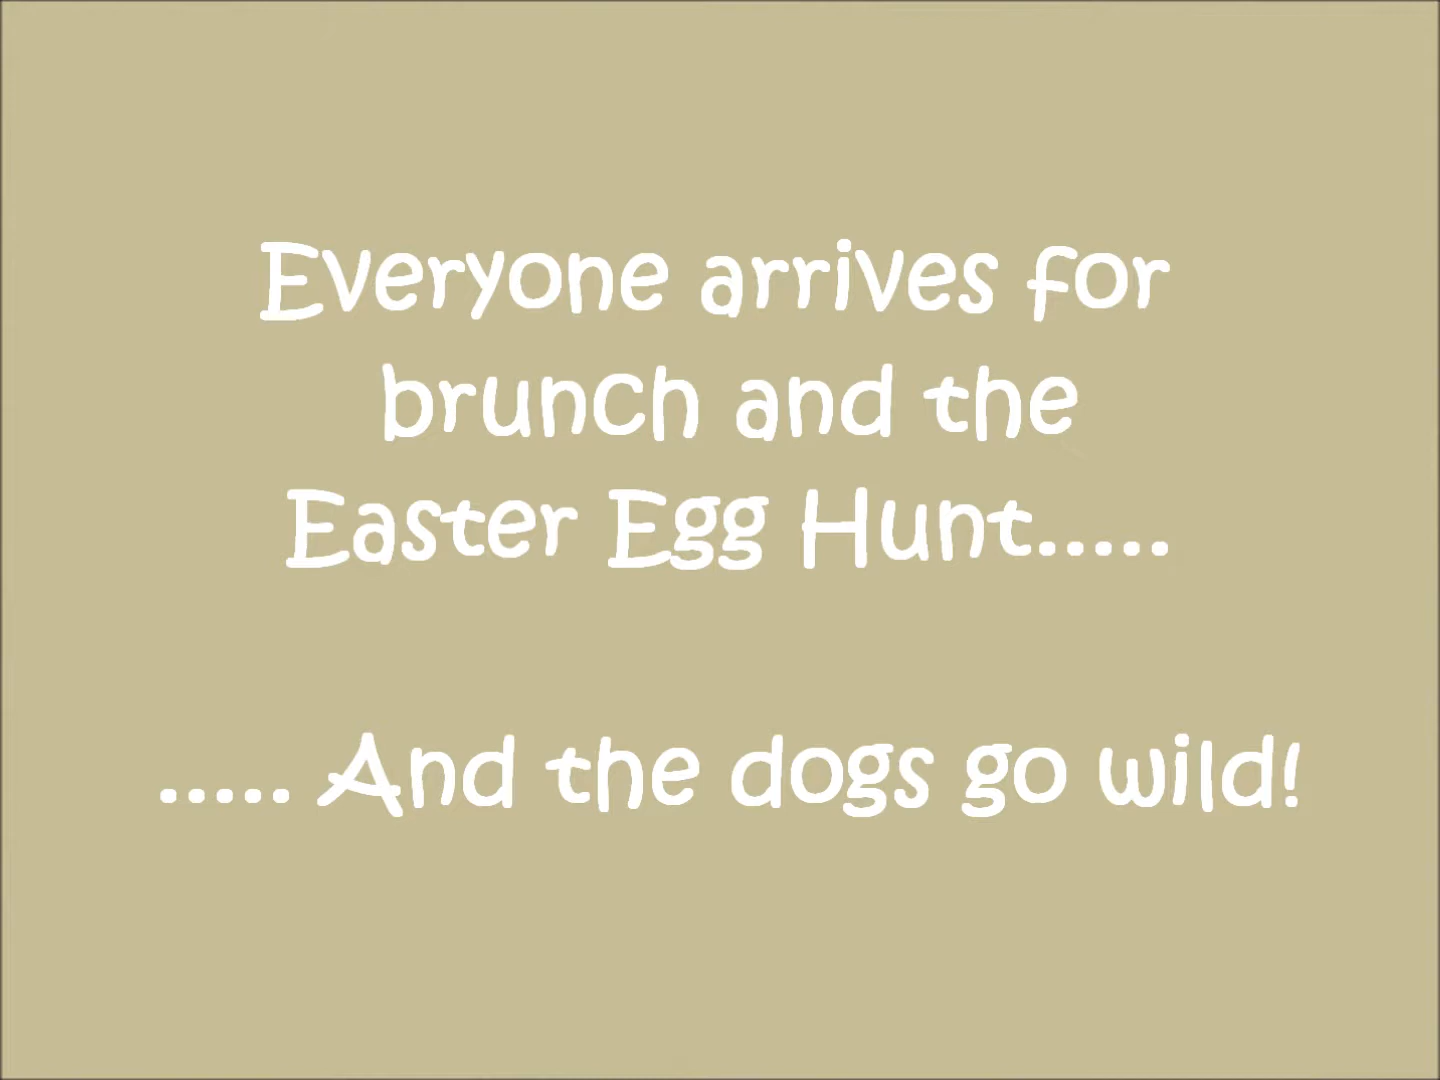 Everyone arrives for
brunch and the
Easter Egg Hunt.....
..... And the dogs go wild!